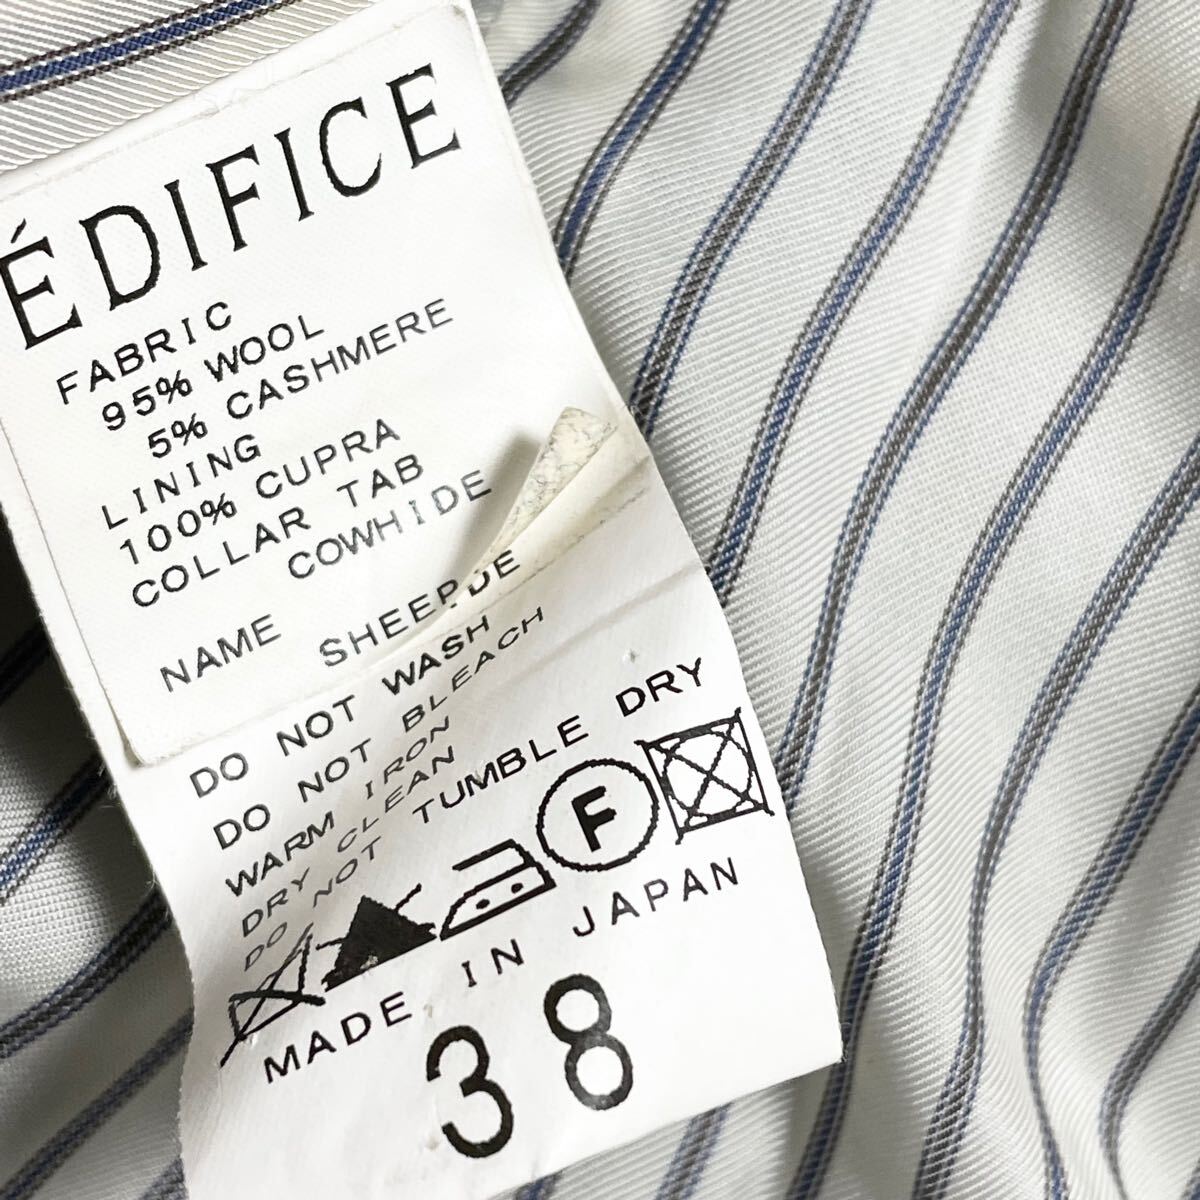 ÉDIFICE
FABRIC
95% WOOL
5% CASHMERE
LINING
100% CUPRA
COLLAR TAB
COWHIDE
NAME
DO NOT WASH
DO NOT BLEACH
WARM IRON
DRY CLEAN
DO NOT TUMBLE DRY
F
MADE IN JAPAN
38